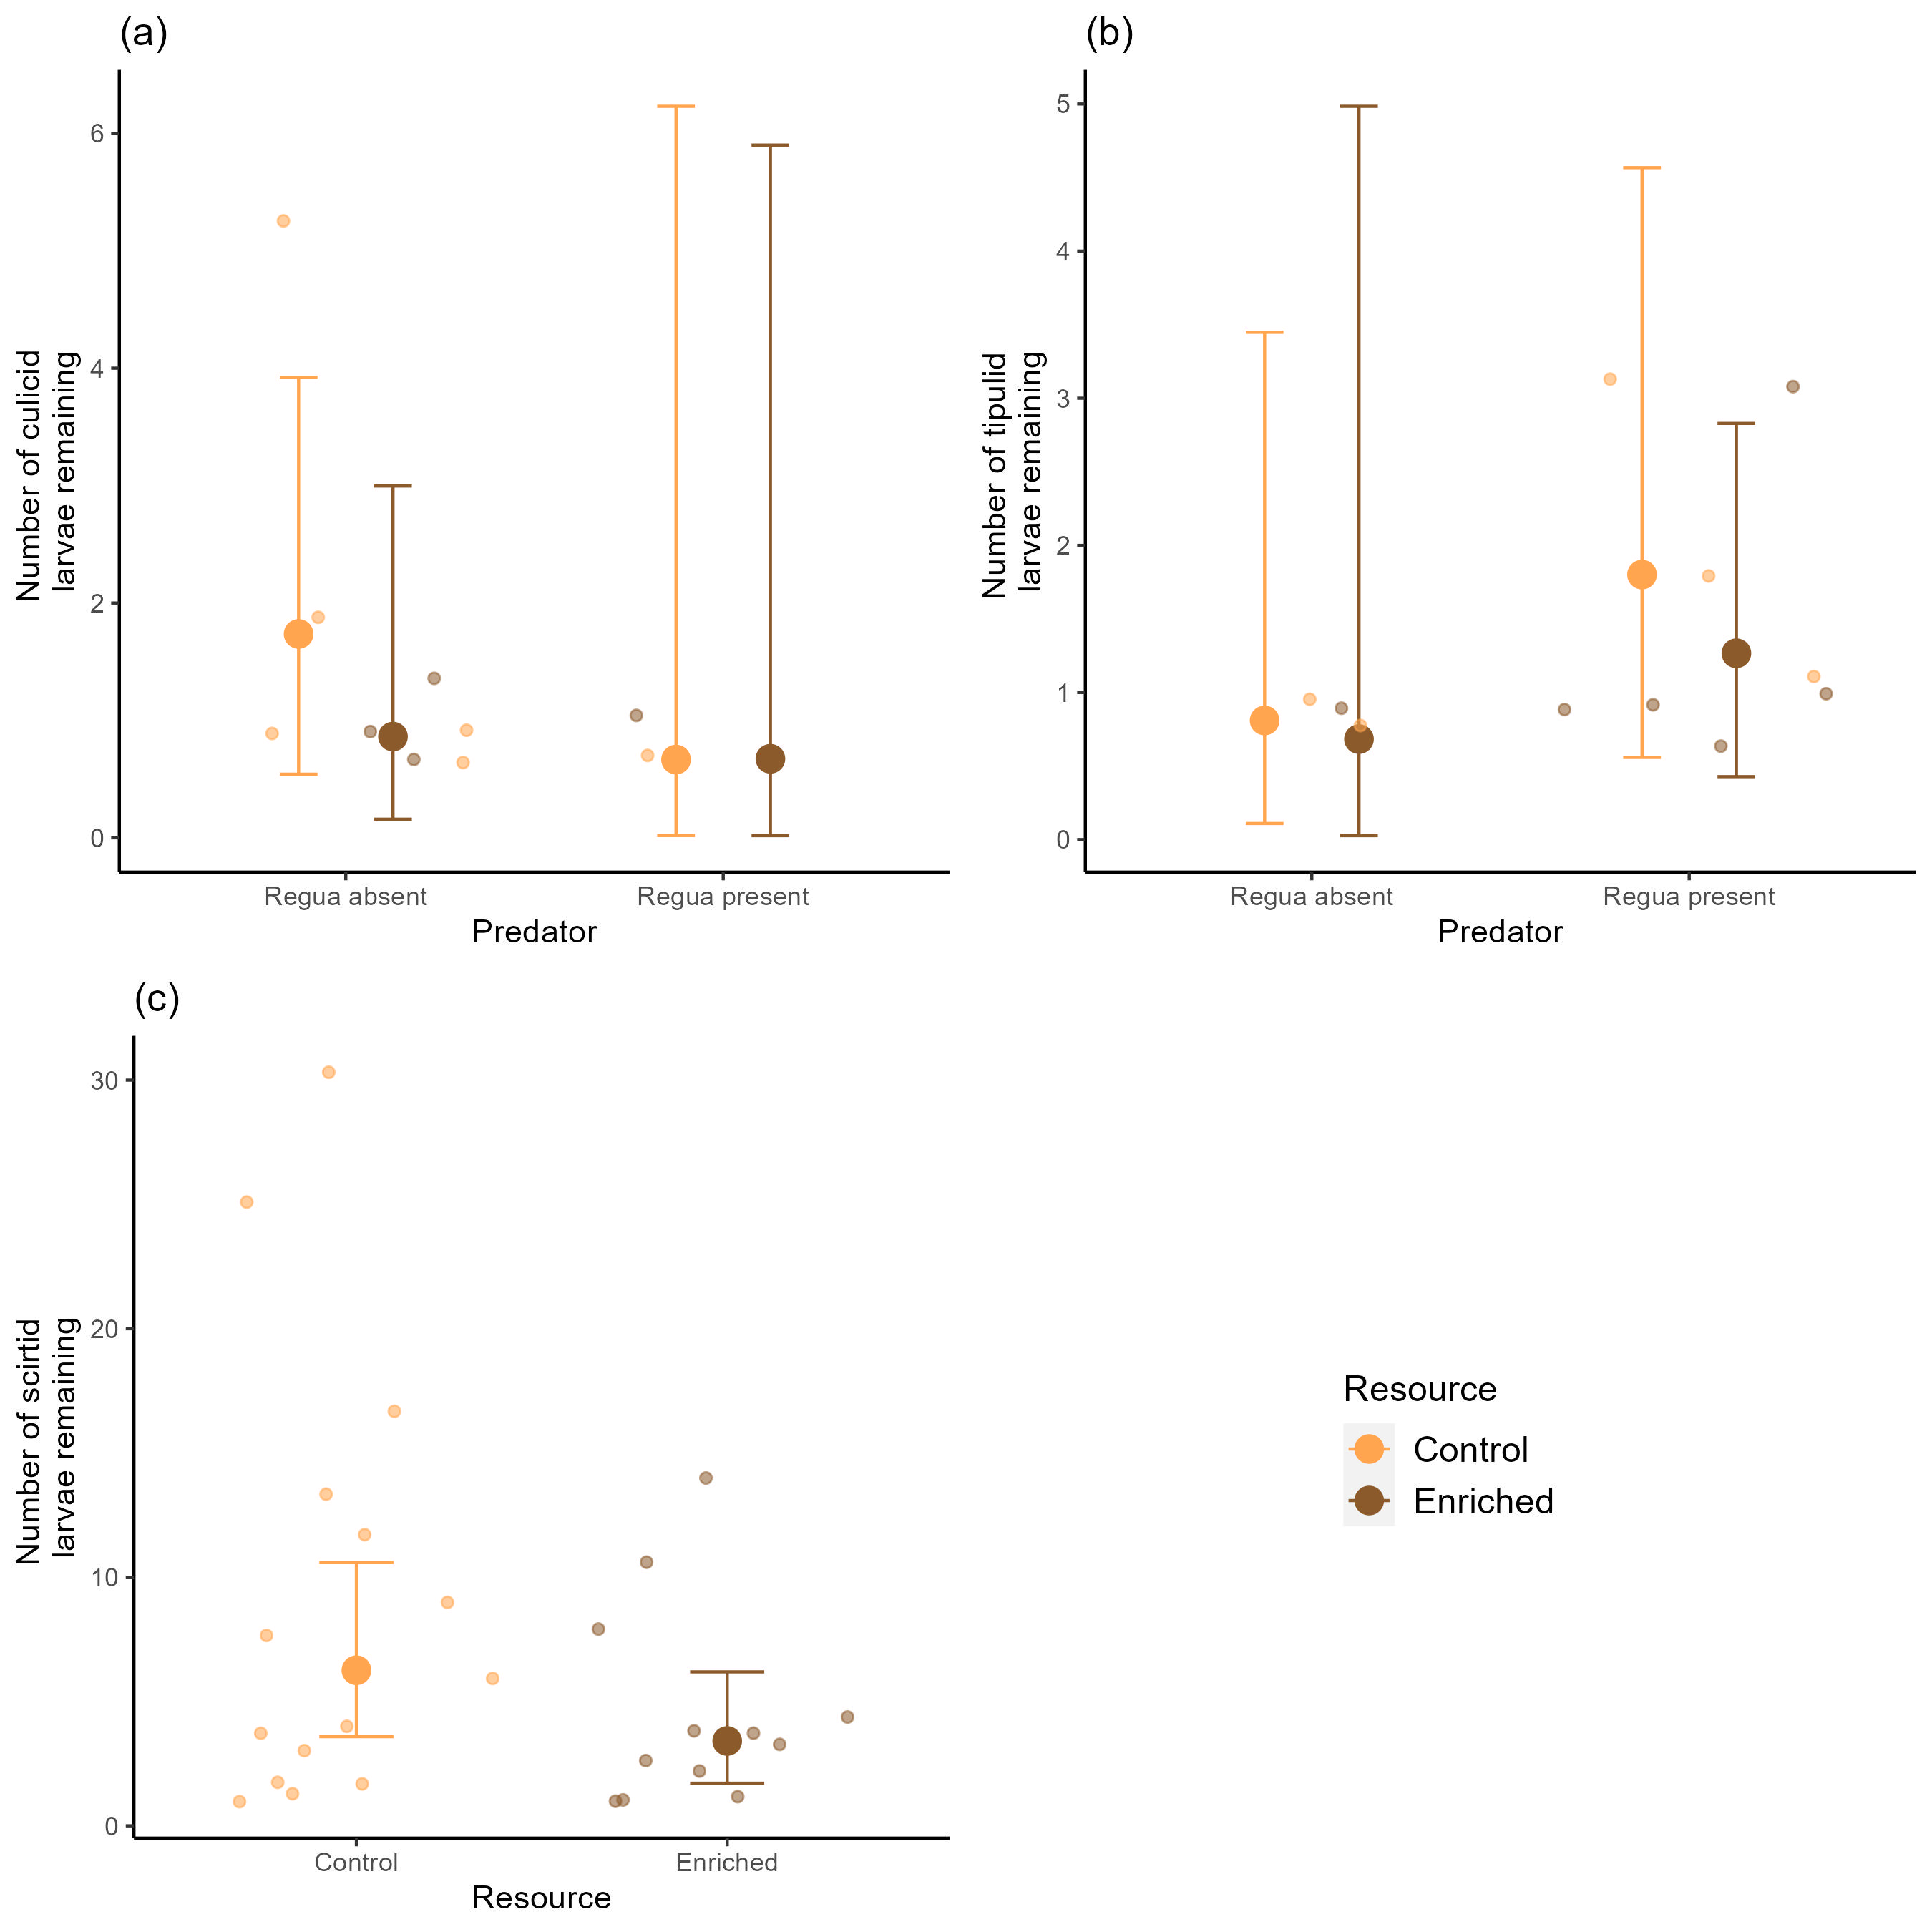 (a)
6
4
2
0
Number of culicid
larvae remaining
Regua absent
Regua present
Predator
(b)
5
4
3
2
1
0
Number of tipulid
larvae remaining
Regua absent
Regua present
Predator
(c)
30
20
10
0
Number of scirtid
larvae remaining
Control
Enriched
Resource
Resource
Control
Enriched